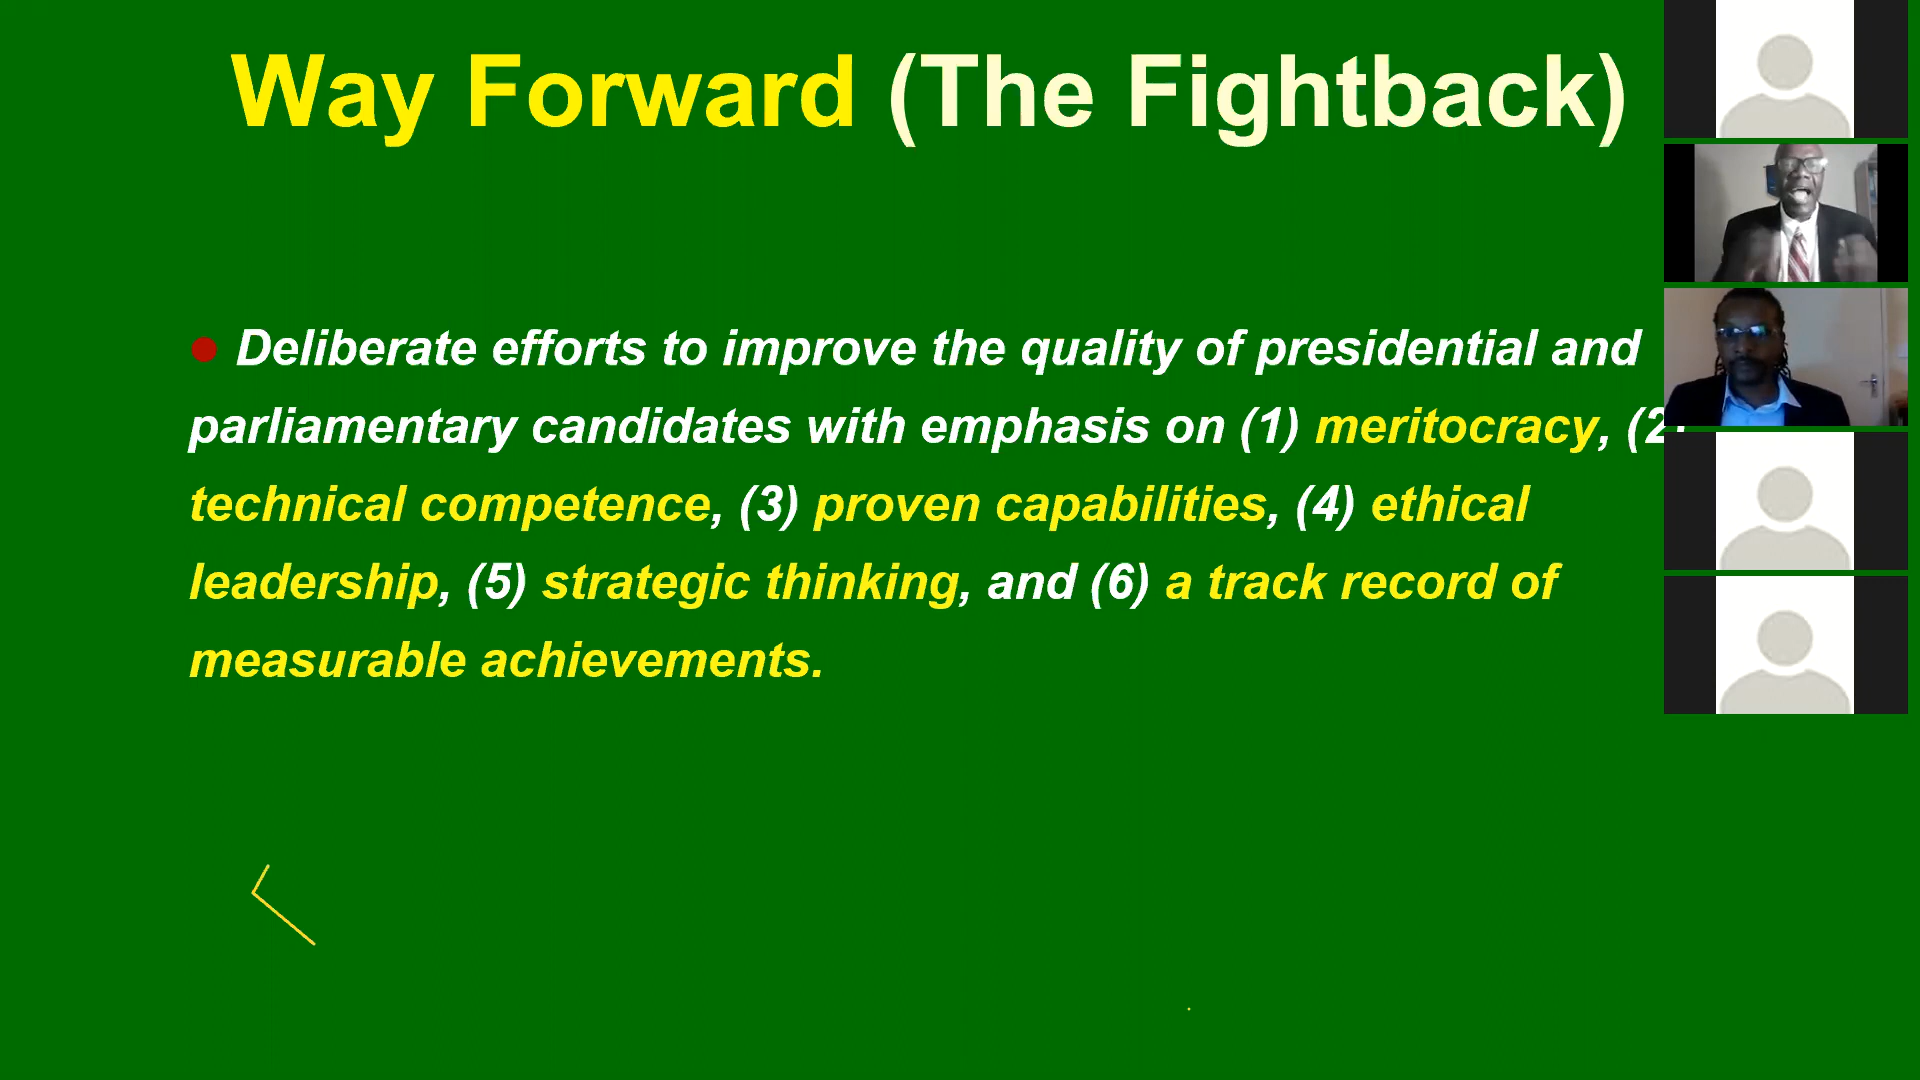 Way Forward (The Fightback)
● Deliberate efforts to improve the quality of presidential and
parliamentary candidates with emphasis on (1) meritocracy, (2
technical competence, (3) proven capabilities, (4) ethical
leadership, (5) strategic thinking, and (6) a track record of
measurable achievements.